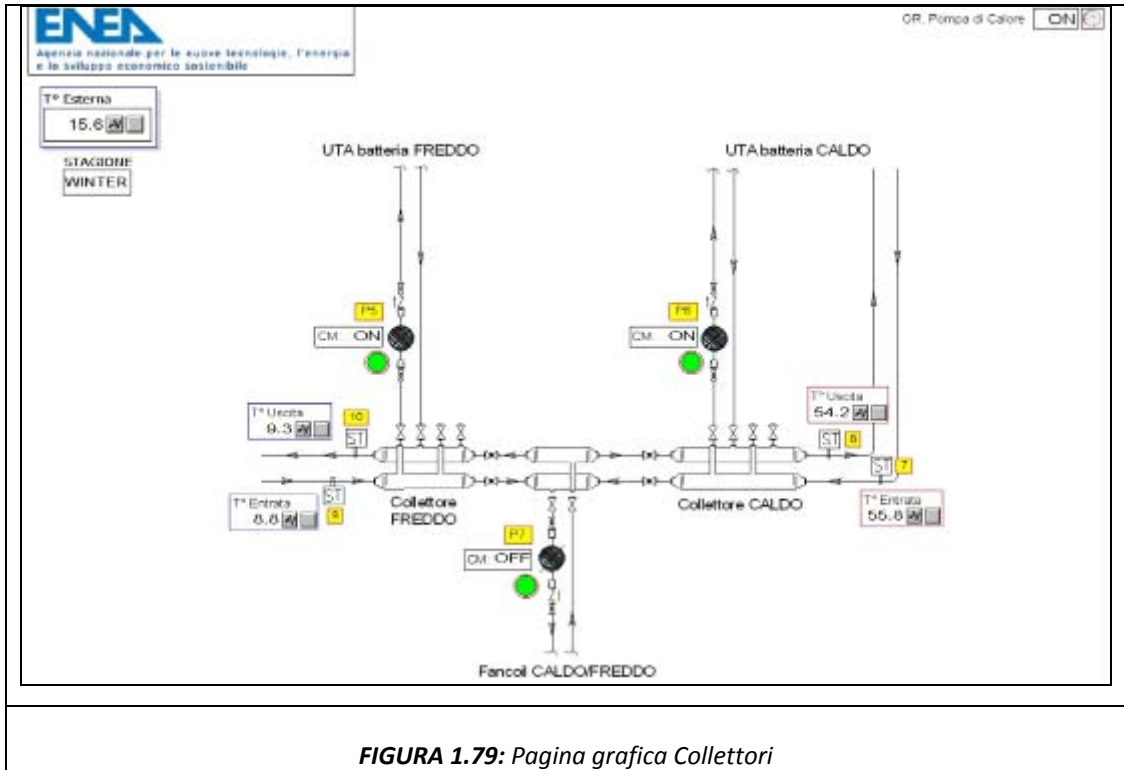 ENEA
Agenzia nazionale per le nuove tecnologie, l'energia
e lo sviluppo economico sostenibile
OR. Pompa di Calore ON
T° Esterna
15.6
STAGIONE
WINTER
UTA batteria FREDDO
UTA batteria CALDO
P5
CM ON
P6
CM ON
T° Uscita
9.3
10
ST
T° Uscita
54.2
ST 8
ST 7
T° Entrata
8.8
ST
9
Collettore
FREDDO
Collettore CALDO
T° Entrata
55.8
P7
CM OFF
Fancoil CALDO/FREDDO
FIGURA 1.79: Pagina grafica Collettori